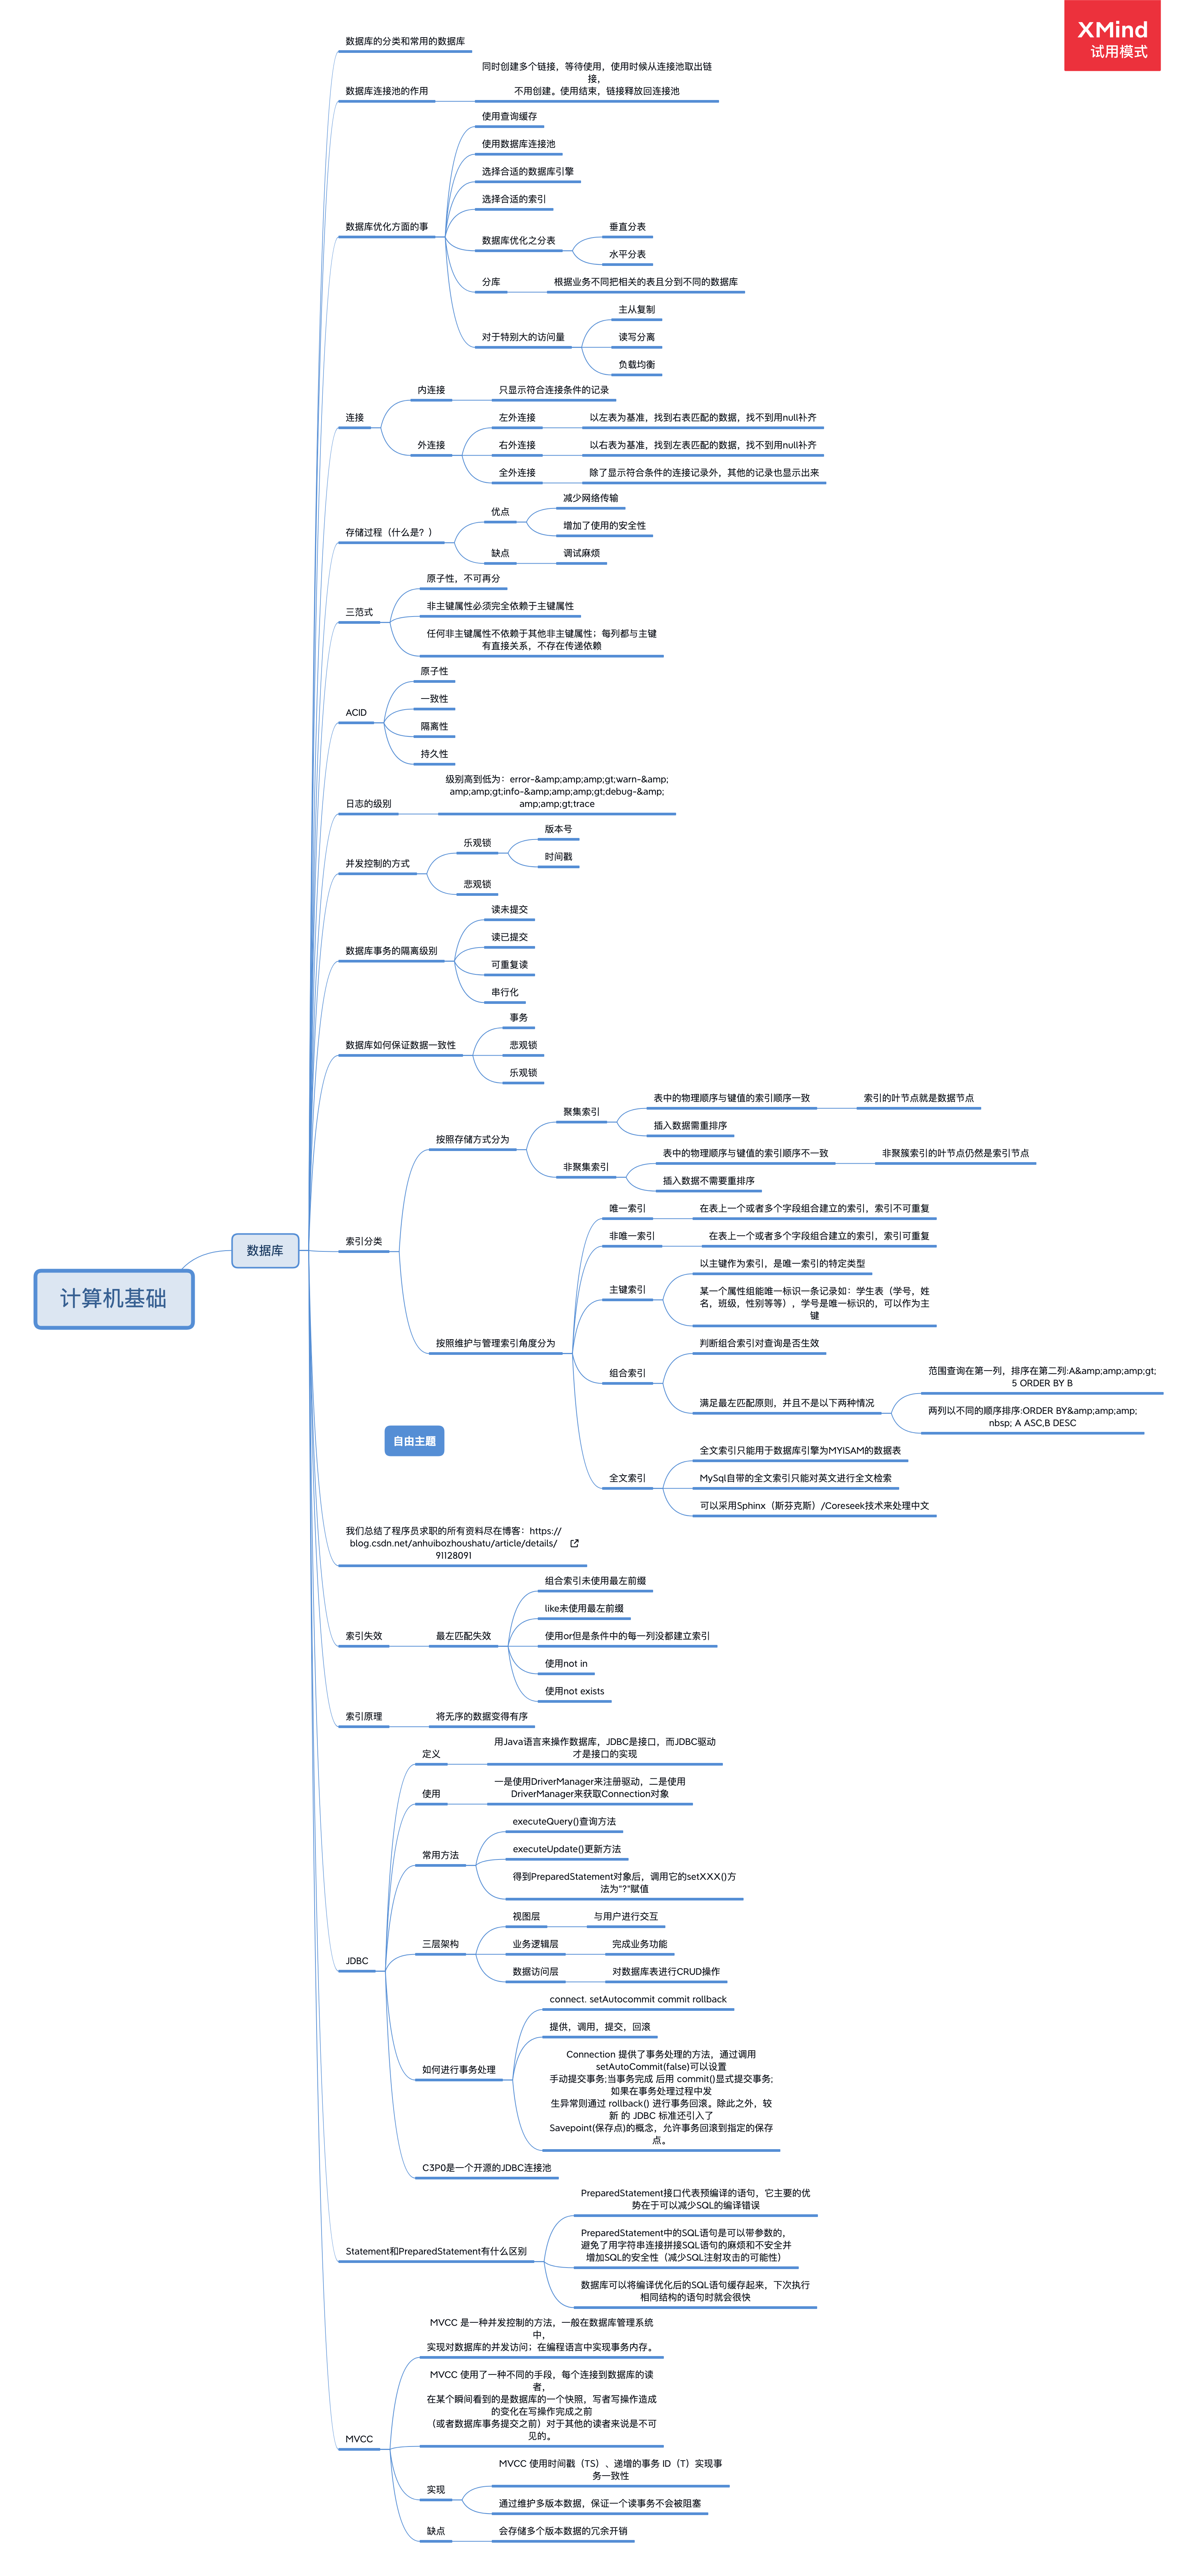 XMind
试用模式
数据库的分类和常用的数据库
同时创建多个链接，等待使用，使用时候从连接池取出链
接，
不用创建。使用结束，链接释放回连接池
数据库连接池的作用
使用查询缓存
使用数据库连接池
选择合适的数据库引擎
选择合适的索引
数据库优化方面的事
数据库优化之分表
垂直分表
水平分表
分库
根据业务不同把相关的表且分到不同的数据库
对于特别大的访问量
主从复制
读写分离
负载均衡
连接
内连接
只显示符合连接条件的记录
外连接
左外连接
以左表为基准，找到右表匹配的数据，找不到用null补齐
右外连接
以右表为基准，找到左表匹配的数据，找不到用null补齐
全外连接
除了显示符合条件的连接记录外，其他的记录也显示出来
存储过程（什么是？）
优点
减少网络传输
增加了使用的安全性
缺点
调试麻烦
三范式
原子性，不可再分
非主键属性必须完全依赖于主键属性
任何非主键属性不依赖于其他非主键属性；每列都与主键
有直接关系，不存在传递依赖
ACID
原子性
一致性
隔离性
持久性
日志的级别
级别高到低为：error-&amp;amp;amp;gt;warn-&amp;
amp;amp;gt;info-&amp;amp;amp;gt;debug-&amp;
amp;amp;gt;trace
并发控制的方式
乐观锁
版本号
时间戳
悲观锁
数据库事务的隔离级别
读未提交
读已提交
可重复读
串行化
数据库如何保证数据一致性
事务
悲观锁
乐观锁
索引分类
按照存储方式分为
聚集索引
表中的物理顺序与键值的索引顺序一致
索引的叶节点就是数据节点
插入数据需重排序
非聚集索引
表中的物理顺序与键值的索引顺序不一致
非聚簇索引的叶节点仍然是索引节点
插入数据不需要重排序
按照维护与管理索引角度分为
唯一索引
在表上一个或者多个字段组合建立的索引，索引不可重复
非唯一索引
在表上一个或者多个字段组合建立的索引，索引可重复
主键索引
以主键作为索引，是唯一索引的特定类型
某一个属性组能唯一标识一条记录如：学生表（学号，姓
名，班级，性别等等），学号是唯一标识的，可以作为主
键
组合索引
判断组合索引对查询是否生效
满足最左匹配原则，并且不是以下两种情况
范围查询在第一列，排序在第二列:A&amp;amp;amp;gt;
5 ORDER BY B
两列以不同的顺序排序:ORDER BY&amp;amp;amp;
nbsp; A ASC,B DESC
全文索引
全文索引只能用于数据库引擎为MYISAM的数据表
MySql自带的全文索引只能对英文进行全文检索
可以采用Sphinx（斯芬克斯）/Coreseek技术来处理中文
数据库
计算机基础
自由主题
我们总结了程序员求职的所有资料尽在博客：https://
blog.csdn.net/anhuibozhoushatu/article/details/
91128091
索引失效
最左匹配失效
组合索引未使用最左前缀
like未使用最左前缀
使用or但是条件中的每一列没都建立索引
使用not in
使用not exists
索引原理
将无序的数据变得有序
JDBC
定义
用Java语言来操作数据库，JDBC是接口，而JDBC驱动
才是接口的实现
使用
一是使用DriverManager来注册驱动，二是使用
DriverManager来获取Connection对象
常用方法
executeQuery()查询方法
executeUpdate()更新方法
得到PreparedStatement对象后，调用它的setXXX()方
法为“?”赋值
三层架构
视图层
与用户进行交互
业务逻辑层
完成业务功能
数据访问层
对数据库表进行CRUD操作
如何进行事务处理
connect. setAutocommit commit rollback
提供，调用，提交，回滚
Connection 提供了事务处理的方法，通过调用
setAutoCommit(false)可以设置
手动提交事务;当事务完成 后用 commit()显式提交事务;
如果在事务处理过程中发
生异常则通过 rollback() 进行事务回滚。除此之外，较
新 的 JDBC 标准还引入了
Savepoint(保存点)的概念，允许事务回滚到指定的保存
点。
C3P0是一个开源的JDBC连接池
Statement和PreparedStatement有什么区别
PreparedStatement接口代表预编译的语句，它主要的优
势在于可以减少SQL的编译错误
PreparedStatement中的SQL语句是可以带参数的，
避免了用字符串连接拼接SQL语句的麻烦和不安全并
增加SQL的安全性（减少SQL注射攻击的可能性）
数据库可以将编译优化后的SQL语句缓存起来，下次执行
相同结构的语句时就会很快
MVCC
MVCC 是一种并发控制的方法，一般在数据库管理系统
中，
实现对数据库的并发访问；在编程语言中实现事务内存。
MVCC 使用了一种不同的手段，每个连接到数据库的读
者，
在某个瞬间看到的是数据库的一个快照，写者写操作造成
的变化在写操作完成之前
（或者数据库事务提交之前）对于其他的读者来说是不可
见的。
实现
MVCC 使用时间戳（TS）、递增的事务 ID（T）实现事
务一致性
通过维护多版本数据，保证一个读事务不会被阻塞
缺点
会存储多个版本数据的冗余开销